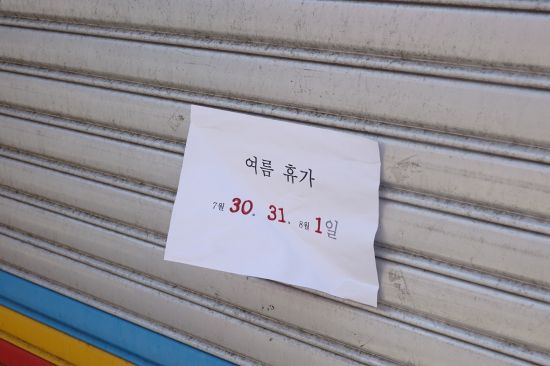 여름 휴가
7월 30. 31. 8월 1일